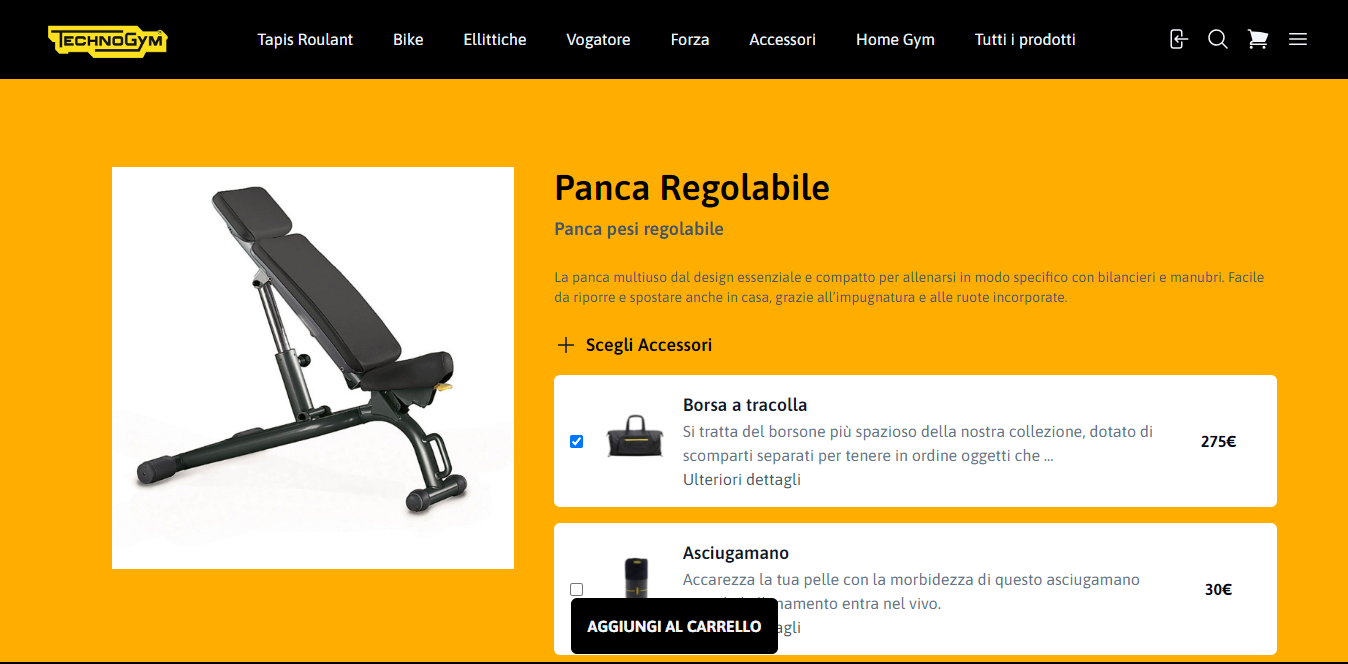 TECHNOGYM
Tapis Roulant
Bike
Ellittiche
Vogatore
Forza
Accessori
Home Gym
Tutti i prodotti
Panca Regolabile
Panca pesi regolabile
La panca multiuso dal design essenziale e compatto per allenarsi in modo specifico con bilancieri e manubri. Facile
da riporre e spostare anche in casa, grazie all'impugnatura e alle ruote incorporate.
Scegli Accessori
Borsa a tracolla
Si tratta del borsone più spazioso della nostra collezione, dotato di
scomparti separati per tenere in ordine oggetti che ...
Ulteriori dettagli
275€
Asciugamano
Accarezza la tua pelle con la morbidezza di questo asciugamano
entra nel vivo.
30€
AGGIUNGI AL CARRELLO